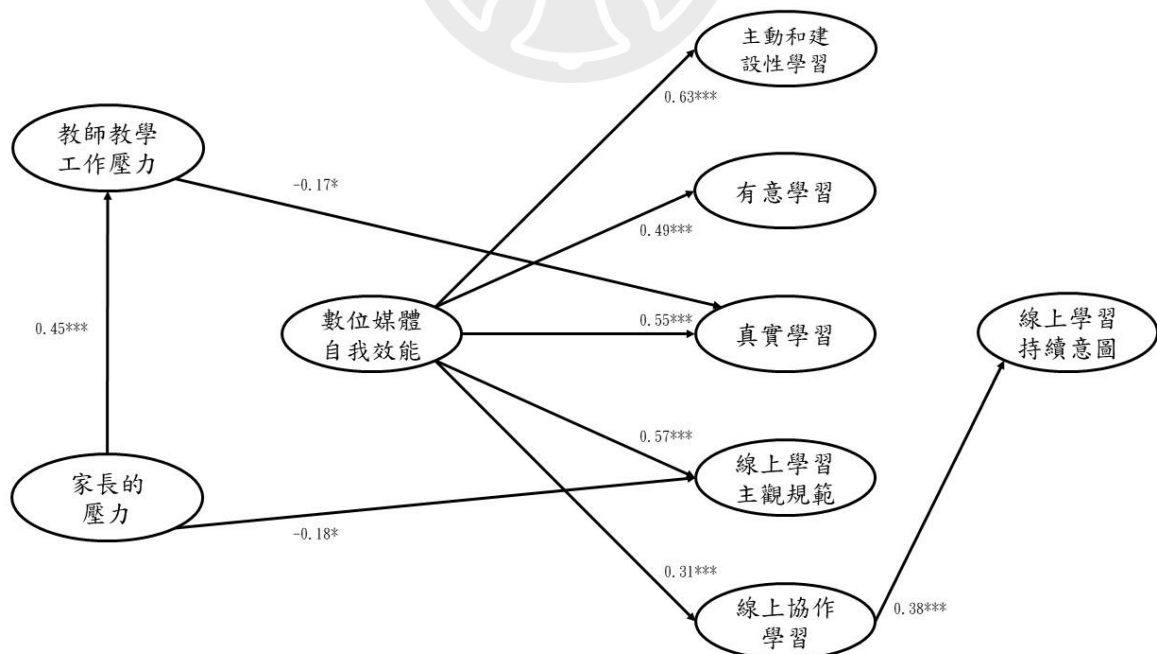 主動和建
設性學習
0.63***
教師教學
工作壓力
-0.17*
有意學習
0.49***
0.45***
數位媒體
自我效能
0.55***
真實學習
線上學習
持續意圖
0.57***
家長的
壓力
線上學習
主觀規範
-0.18*
0.31***
線上協作
學習
0.38***